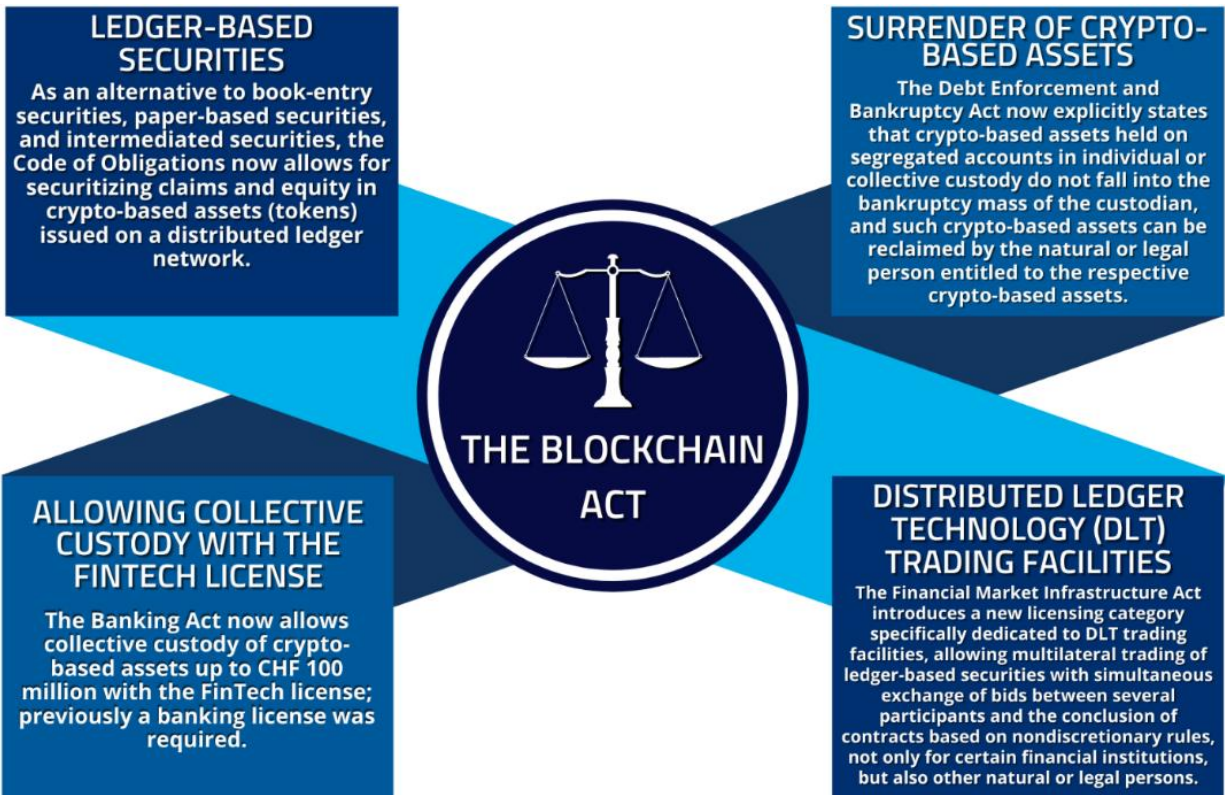 LEDGER-BASED
SECURITIES
As an alternative to book-entry
securities, paper-based securities,
and intermediated securities, the
Code of Obligations now allows for
securitizing claims and equity in
crypto-based assets (tokens)
issued on a distributed ledger
network.
SURRENDER OF CRYPTO-
BASED ASSETS
The Debt Enforcement and
Bankruptcy Act now explicitly states
that crypto-based assets held on
segregated accounts in individual or
collective custody do not fall into the
bankruptcy mass of the custodian,
and such crypto-based assets can be
reclaimed by the natural or legal
person entitled to the respective
crypto-based assets.
THE BLOCKCHAIN
ACT
ALLOWING COLLECTIVE
CUSTODY WITH THE
FINTECH LICENSE
The Banking Act now allows
collective custody of crypto-
based assets up to CHF 100
million with the FinTech license;
previously a banking license was
required.
DISTRIBUTED LEDGER
TECHNOLOGY (DLT)
TRADING FACILITIES
The Financial Market Infrastructure Act
introduces a new licensing category
specifically dedicated to DLT trading
facilities, allowing multilateral trading of
ledger-based securities with simultaneous
exchange of bids between several
participants and the conclusion of
contracts based on nondiscretionary rules,
not only for certain financial institutions,
but also other natural or legal persons.